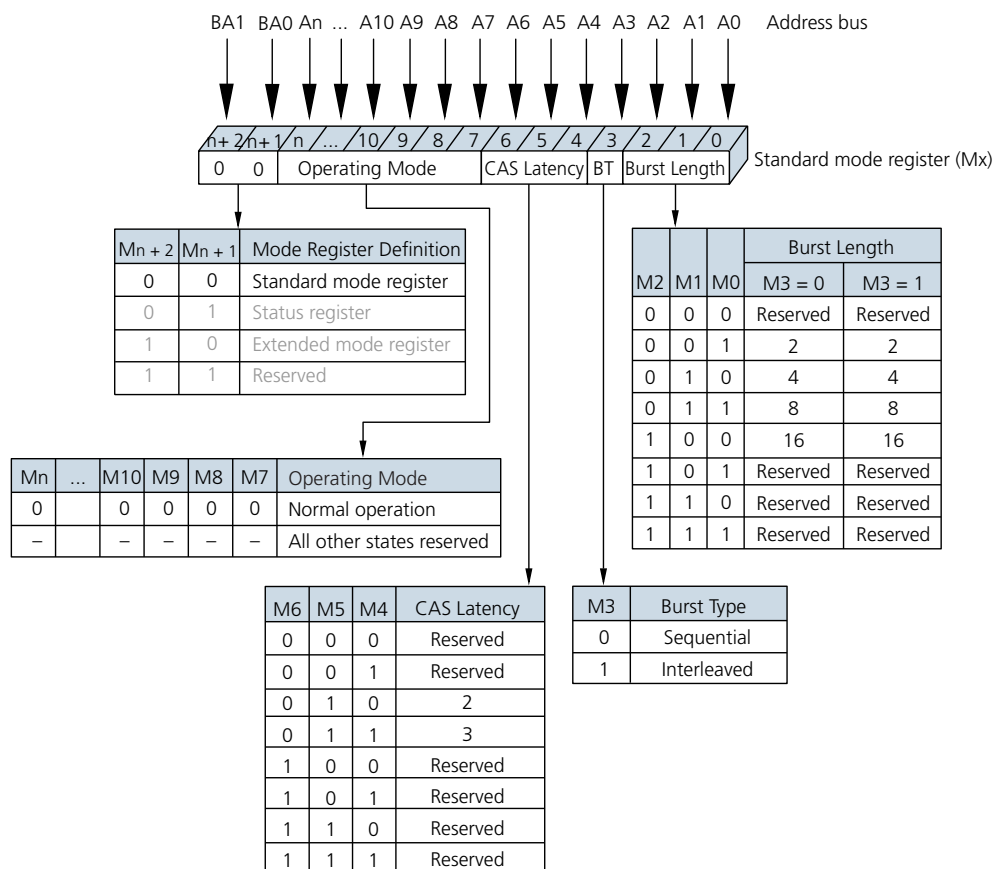 BA1 BA0 An ... A10 A9 A8 A7 A6 A5 A4 A3 A2 A1 A0 Address bus
n+ 2 n+ 1 n ... 10 9 8 7 6 5 4 3 2 1 0
Standard mode register (Mx)
0 0 Operating Mode CAS Latency BT Burst Length
Mn + 2 Mn + 1 Mode Register Definition
0 0 Standard mode register
0 1 Status register
1 0 Extended mode register
1 1 Reserved
Burst Length
M2 M1 M0 M3 = 0 M3 = 1
0 0 0 Reserved Reserved
0 0 1 2 2
0 1 0 4 4
0 1 1 8 8
1 0 0 16 16
1 0 1 Reserved Reserved
1 1 0 Reserved Reserved
1 1 1 Reserved Reserved
Mn ... M10 M9 M8 M7 Operating Mode
0 0 0 0 0 Normal operation
– – – – – All other states reserved
M6 M5 M4 CAS Latency
0 0 0 Reserved
0 0 1 Reserved
0 1 0 2
0 1 1 3
1 0 0 Reserved
1 0 1 Reserved
1 1 0 Reserved
1 1 1 Reserved
M3 Burst Type
0 Sequential
1 Interleaved